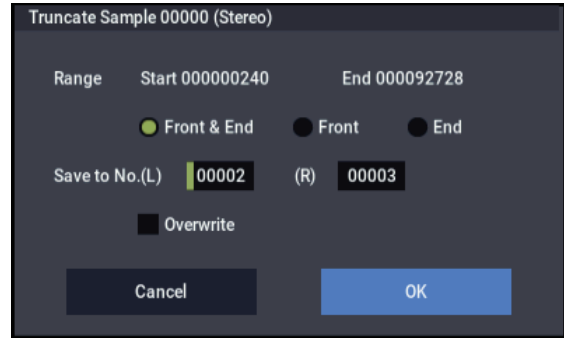 Truncate Sample 00000 (Stereo)
Range Start 000000240 End 000092728
Front & End Front End
Save to No.(L) 00002 (R) 00003
Overwrite
Cancel OK